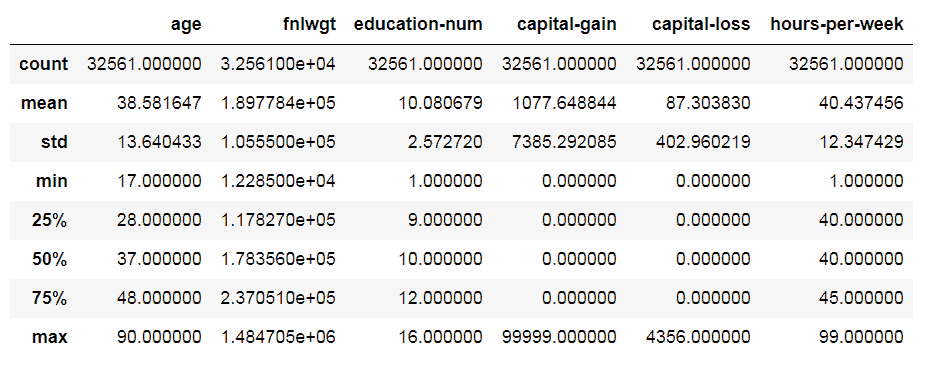 age fnlwgt education-num capital-gain capital-loss hours-per-week
count 32561.000000 3.256100e+04 32561.000000 32561.000000 32561.000000 32561.000000
mean 38.581647 1.897784e+05 10.080679 1077.648844 87.303830 40.437456
std 13.640433 1.055500e+05 2.572720 7385.292085 402.960219 12.347429
min 17.000000 1.228500e+04 1.000000 0.000000 0.000000 1.000000
25% 28.000000 1.178270e+05 9.000000 0.000000 0.000000 40.000000
50% 37.000000 1.783560e+05 10.000000 0.000000 0.000000 40.000000
75% 48.000000 2.370510e+05 12.000000 0.000000 0.000000 45.000000
max 90.000000 1.484705e+06 16.000000 99999.000000 4356.000000 99.000000